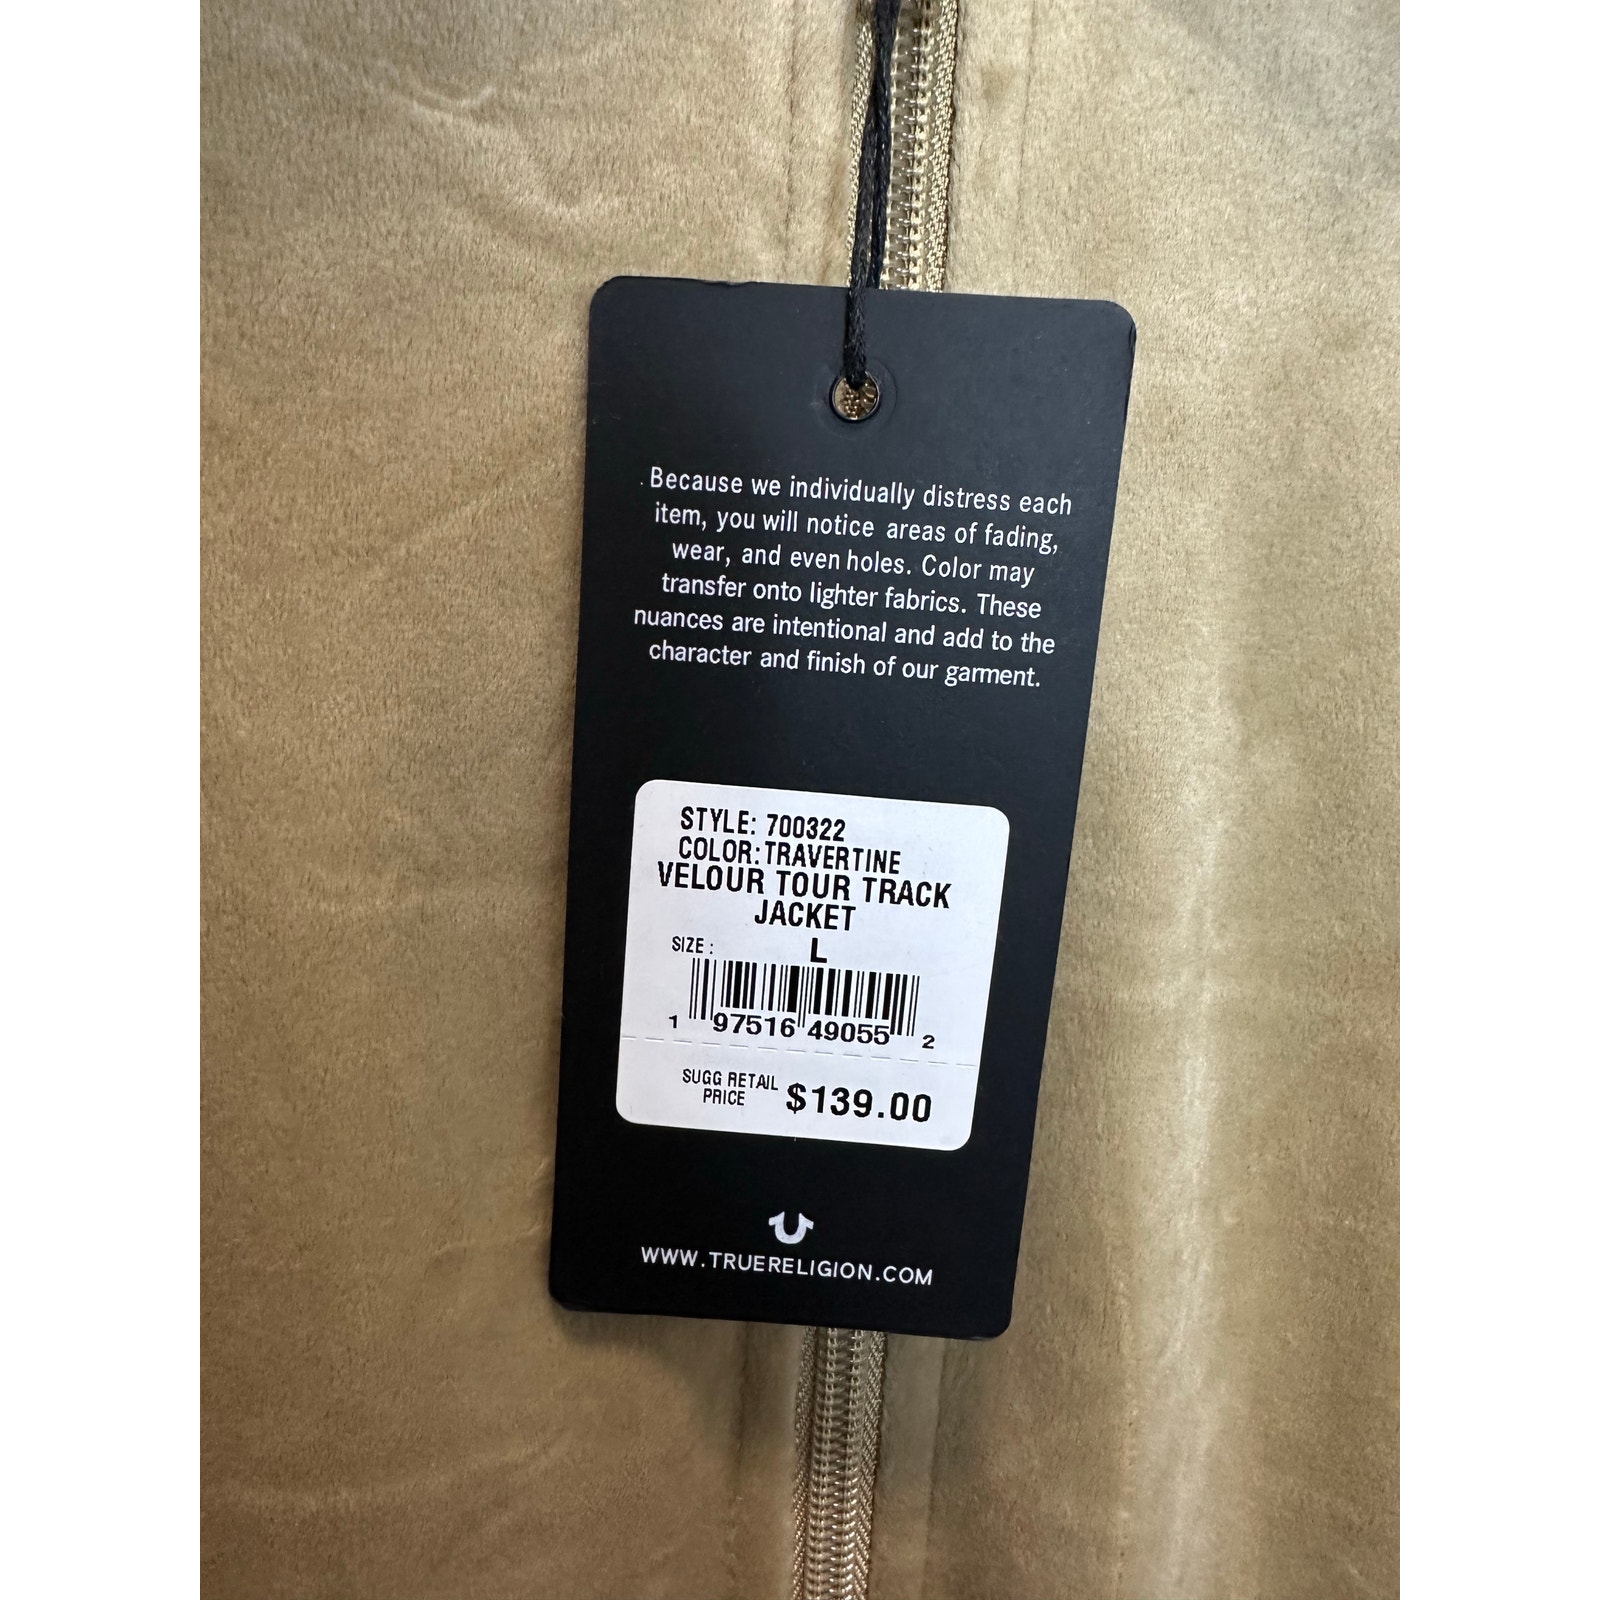 Because we individually distress each
item, you will notice areas of fading,
wear, and even holes. Color may
transfer onto lighter fabrics. These
nuances are intentional and add to the
character and finish of our garment.
STYLE: 700322
COLOR: TRAVERTINE
VELOUR TOUR TRACK
JACKET
SIZE : L
1 97516 49055 2
SUGG RETAIL
PRICE $139.00
WWW.TRUERELIGION.COM